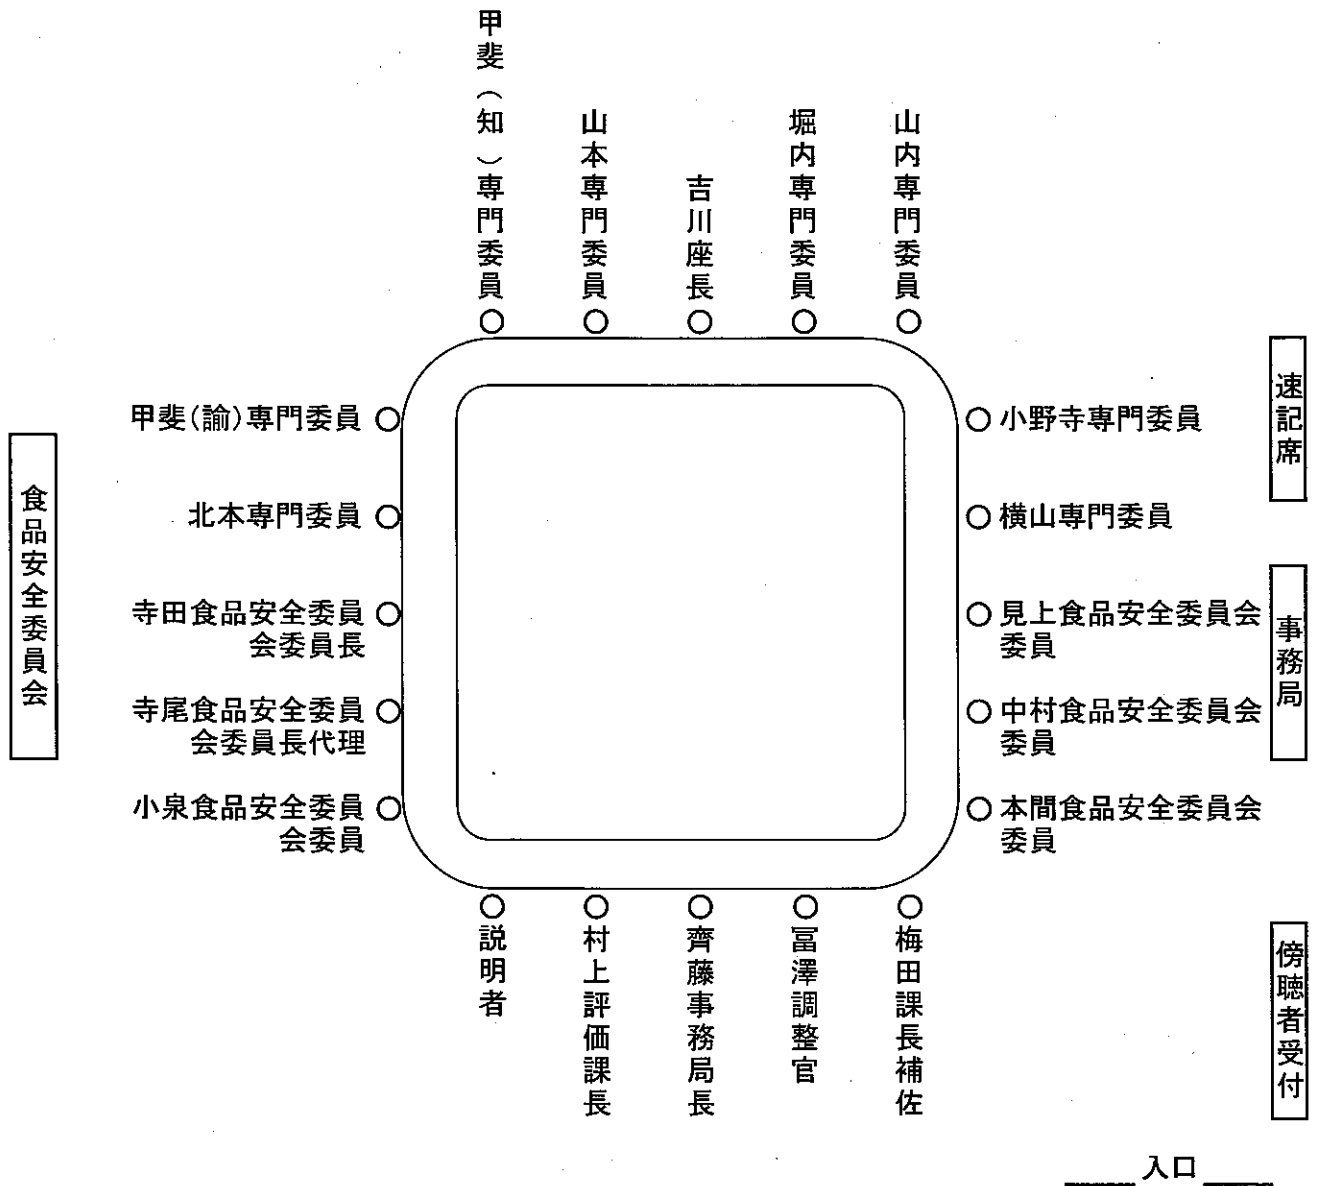 甲斐(知)専門委員
山本専門委員
吉川座長
堀内専門委員
山内専門委員
甲斐(諭)専門委員
北本専門委員
寺田食品安全委員
会委員長
寺尾食品安全委員
会委員長代理
小泉食品安全委員
会委員
小野寺専門委員
横山専門委員
見上食品安全委員会
委員
中村食品安全委員会
委員
本間食品安全委員会
委員
説明者
村上評価課長
齊藤事務局長
冨澤調整官
梅田課長補佐
食品安全委員会
速記席
事務局
傍聴者受付
入口